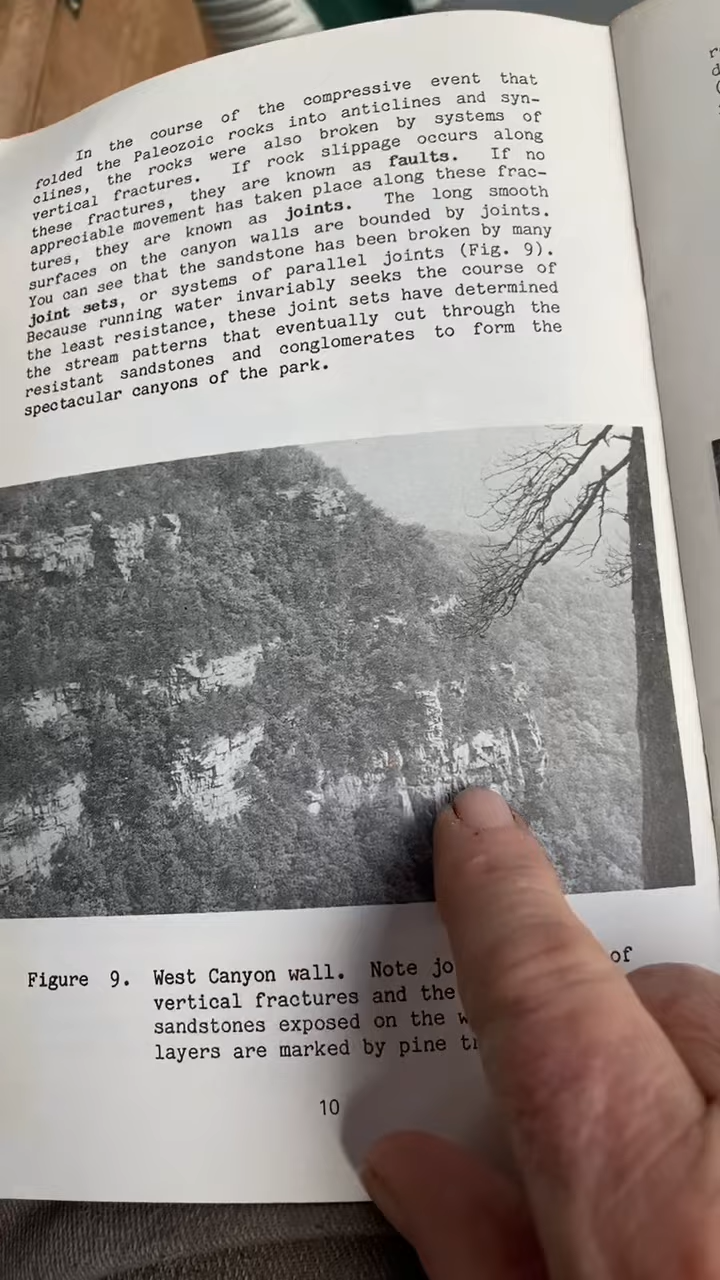 In the course of the compressive event that
folded the Paleozoic rocks into anticlines and syn-
clines, the rocks were also broken by systems of
vertical fractures. If rock slippage occurs along
these fractures, they are known as faults. If no
appreciable movement has taken place along these frac-
tures, they are known as joints. The long smooth
surfaces on the canyon walls are bounded by joints.
You can see that the sandstone has been broken by many
joint sets, or systems of parallel joints (Fig. 9).
Because running water invariably seeks the course of
the least resistance, these joint sets have determined
the stream patterns that eventually cut through the
resistant sandstones and conglomerates to form the
spectacular canyons of the park.
Figure 9. West Canyon wall. Note of
vertical fractures and the
sandstones exposed on the
layers are marked by pine
10